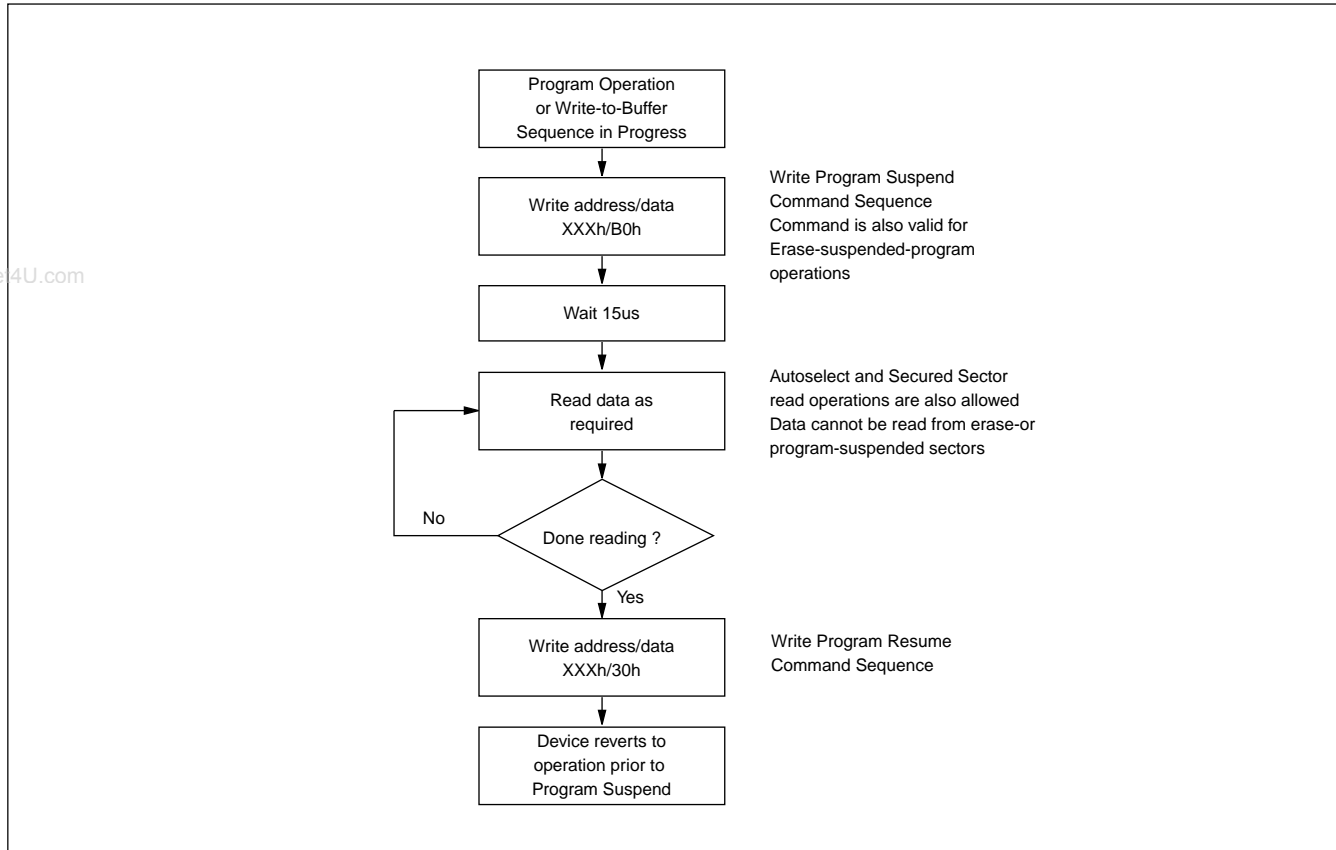 Program Operation
or Write-to-Buffer
Sequence in Progress
Write address/data
XXXh/B0h
Write Program Suspend
Command Sequence
Command is also valid for
Erase-suspended-program
operations
4U.com
Wait 15us
Read data as
required
Autoselect and Secured Sector
read operations are also allowed
Data cannot be read from erase-or
program-suspended sectors
No
Done reading ?
Yes
Write address/data
XXXh/30h
Write Program Resume
Command Sequence
Device reverts to
operation prior to
Program Suspend